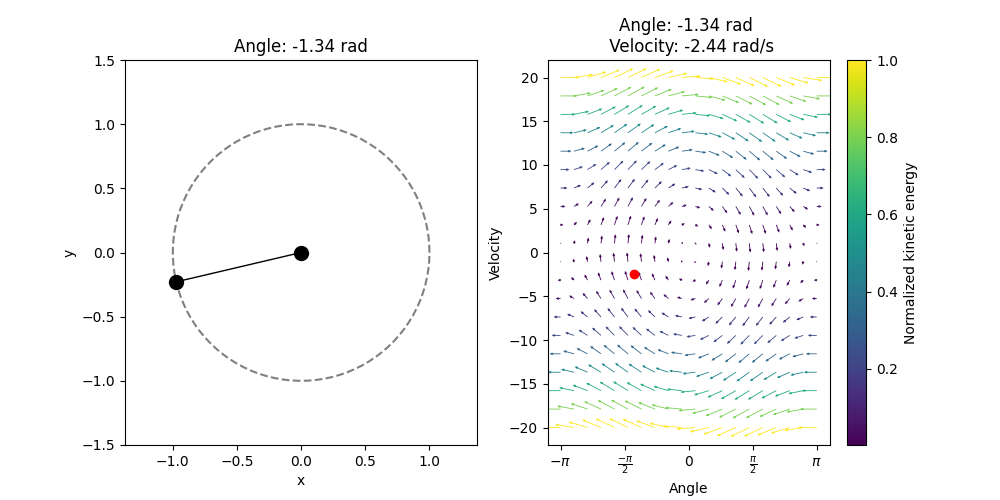 Angle: -1.34 rad
1.5
1.0
0.5
0.0
−0.5
−1.0
−1.5
−1.0
−0.5
0.0
0.5
1.0
x
y
Angle: -1.34 rad
Velocity: -2.44 rad/s
20
15
10
5
0
−5
−10
−15
−20
−π
−π/2
0
π/2
π
Angle
Velocity
1.0
0.8
0.6
0.4
0.2
Normalized kinetic energy